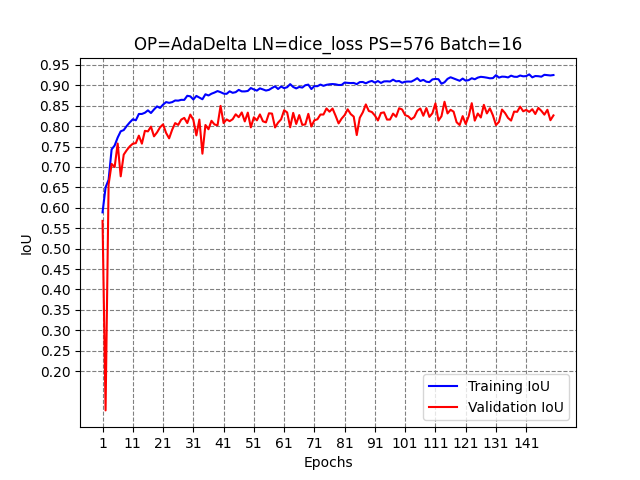 OP=AdaDelta LN=dice_loss PS=576 Batch=16
0.95
0.90
0.85
0.80
0.75
0.70
0.65
0.60
0.55
0.50
0.45
0.40
0.35
0.30
0.25
0.20
IoU
Training IoU
Validation IoU
1 11 21 31 41 51 61 71 81 91 101 111 121 131 141
Epochs